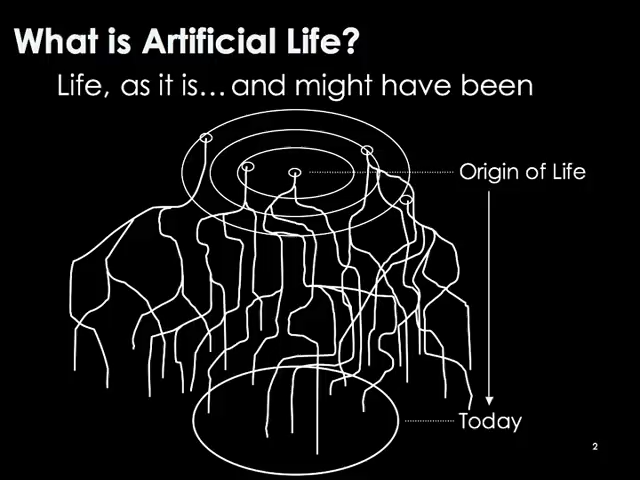 What is Artificial Life?
Life, as it is... and might have been
Origin of Life
Today
2